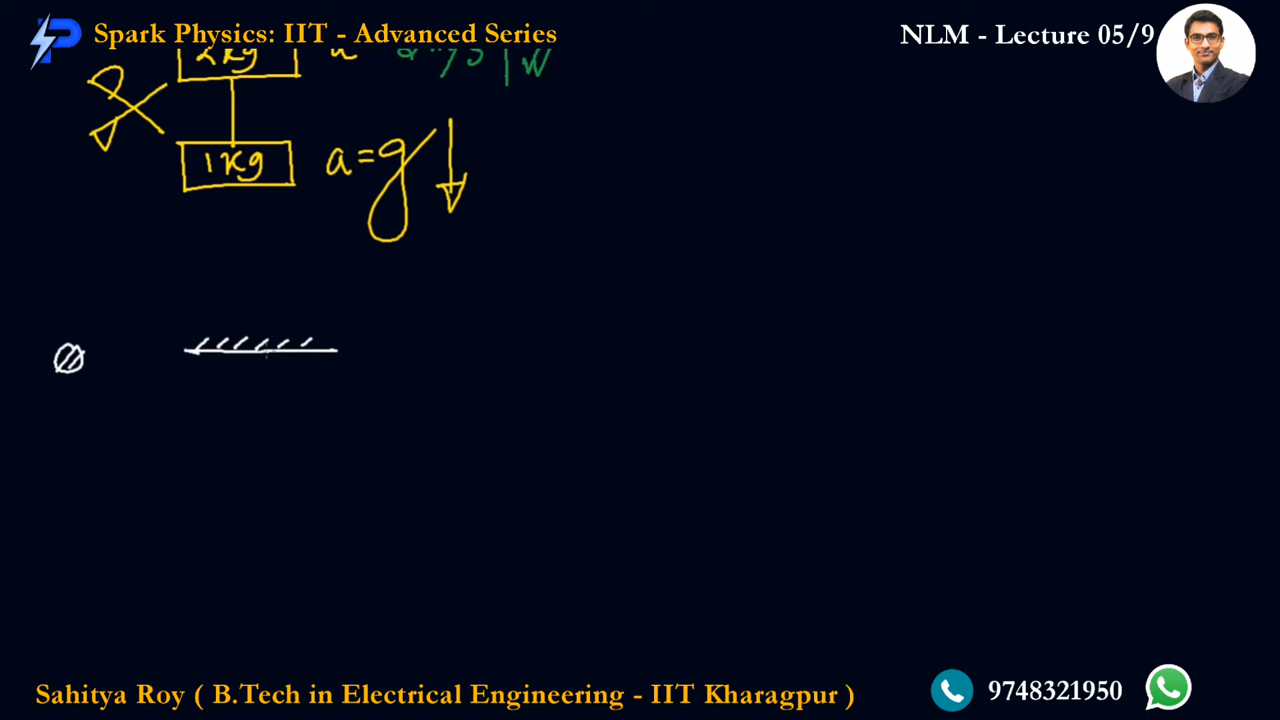 Spark Physics: IIT - Advanced Series
NLM - Lecture 05/9
2kg
1kg a = g
Sahitya Roy ( B.Tech in Electrical Engineering - IIT Kharagpur )
9748321950